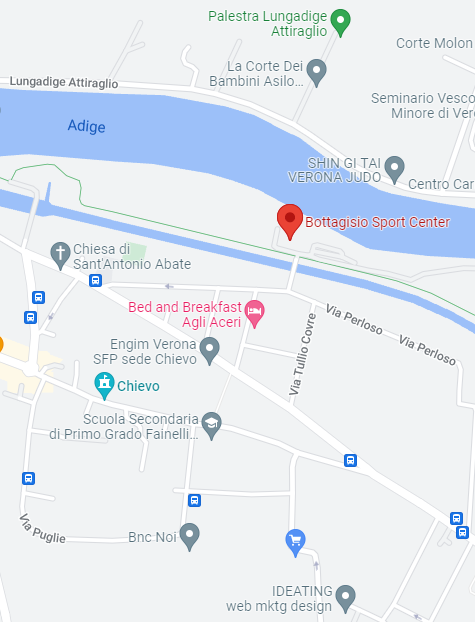 Palestra Lungadige
Attiraglio
Corte Molon
La Corte Dei
Bambini Asilo...
Lungadige Attiraglio
Seminario Vesco
Minore di Ver
Adige
SHIN GI TAI
VERONA JUDO
Centro Car
Bottagisio Sport Center
Chiesa di
Sant'Antonio Abate
Bed and Breakfast
Agli Aceri
Via Perloso
Via Perloso
Engim Verona
SFP sede Chievo
Via Tullio Covre
Chievo
Scuola Secondaria
di Primo Grado Fainelli...
Via Puglie
Bnc Noi
IDEATING
web mktg design